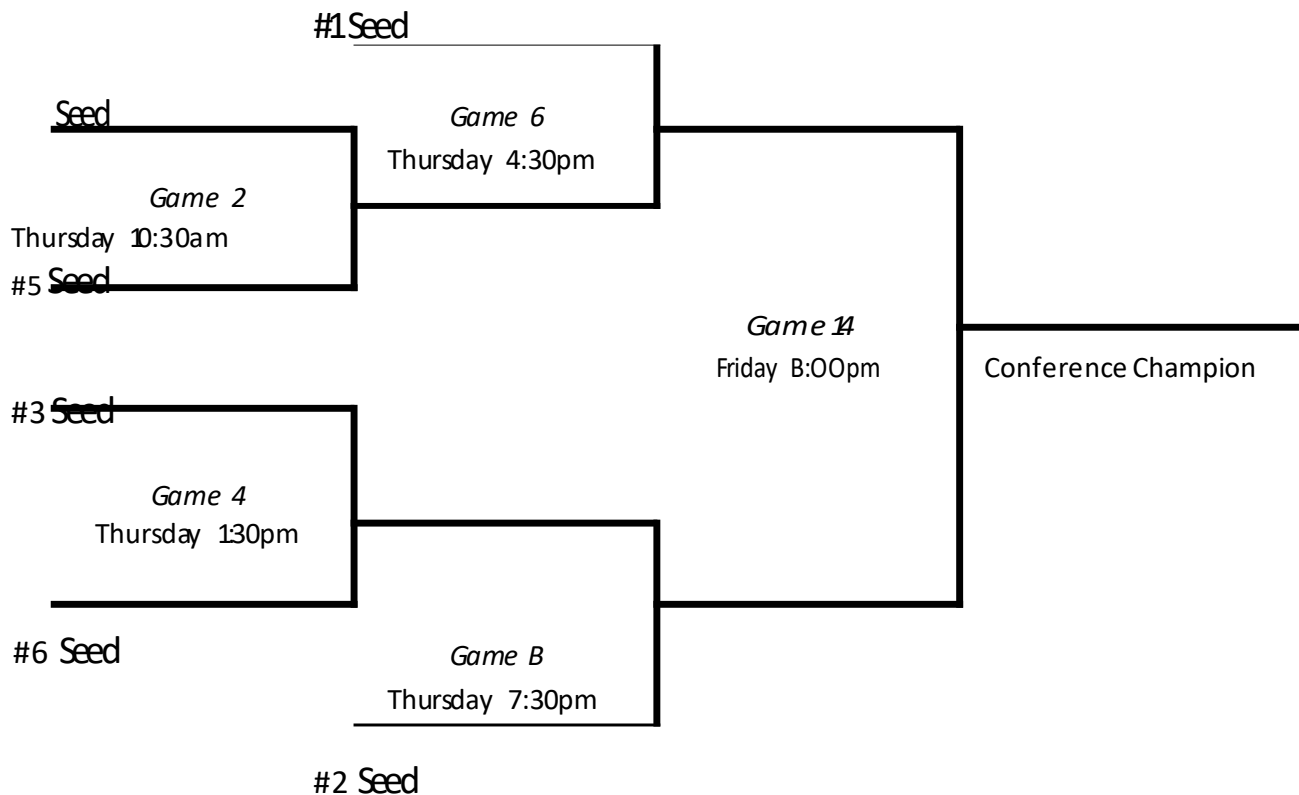 #1 Seed
Seed
Game 6
Thursday 4:30pm
Game 2
Thursday 10:30am
#5 Seed
Game 14
Friday B:OOpm
Conference Champion
#3 Seed
Game 4
Thursday 1:30pm
#6 Seed
Game B
Thursday 7:30pm
#2 Seed